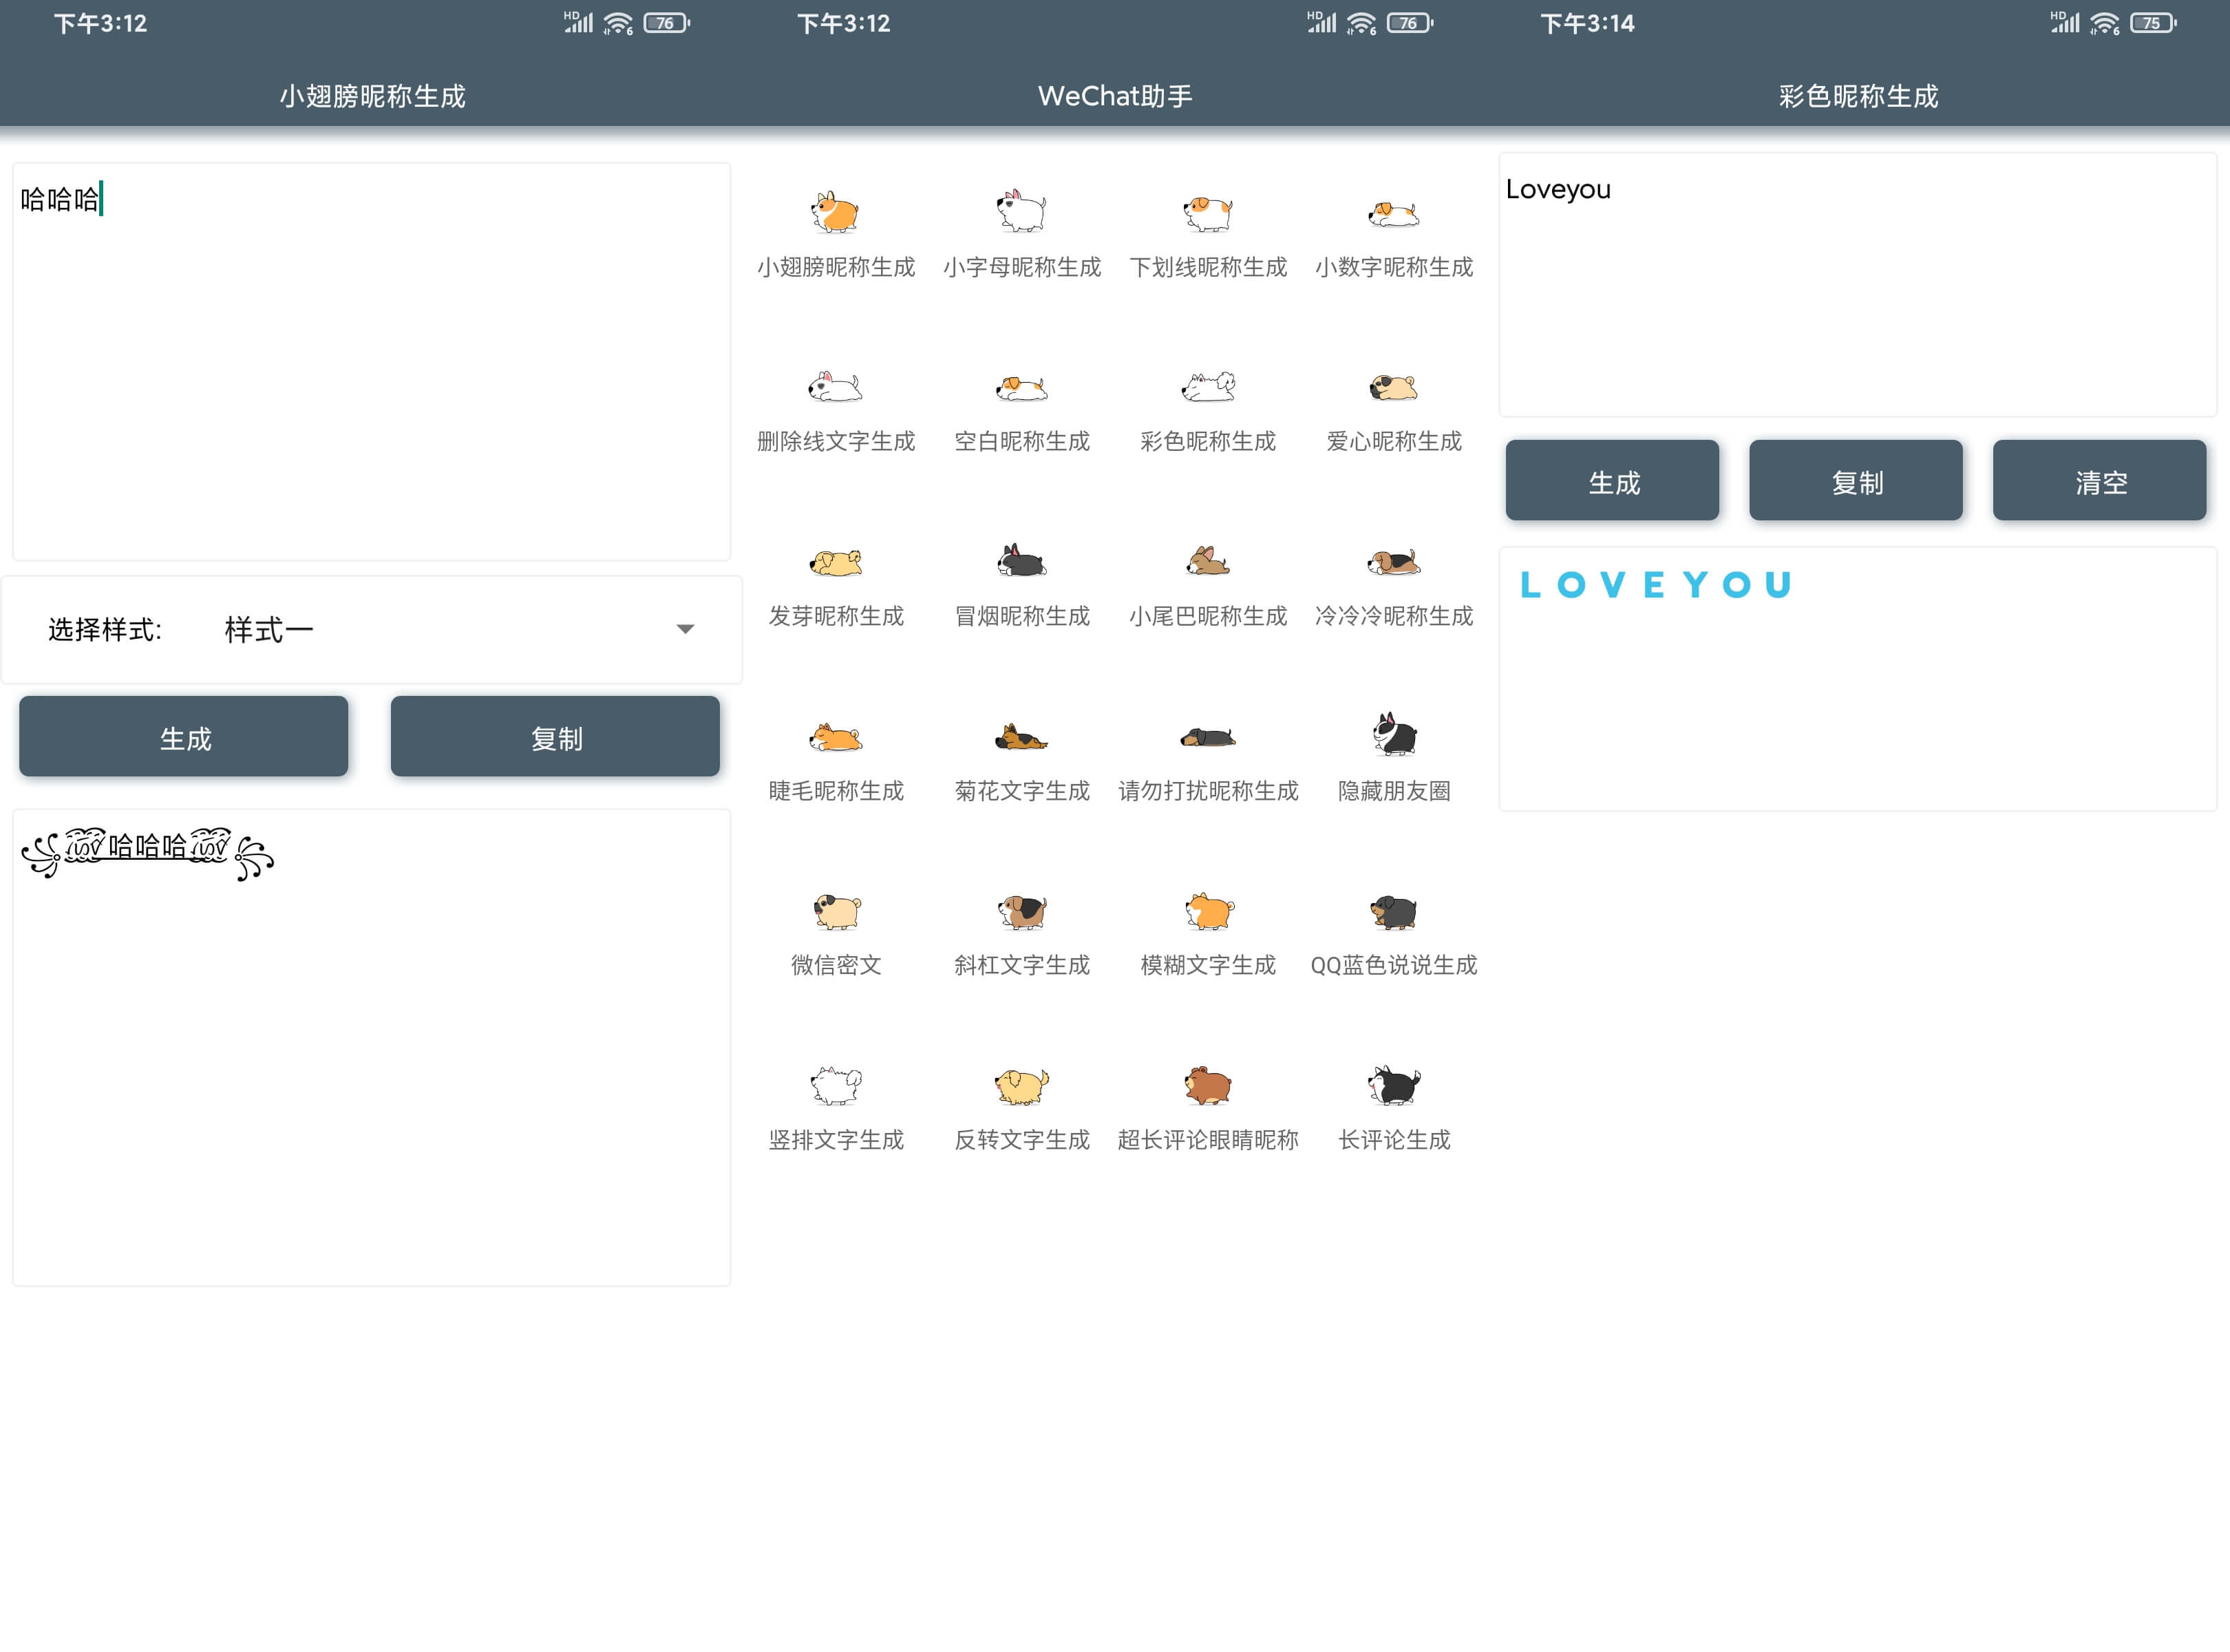 下午3:12
HD
6
76
小翅膀昵称生成
哈哈哈
选择样式:
样式一
生成
复制
哈哈哈
下午3:12
HD
6
76
WeChat助手
小翅膀昵称生成
小字母昵称生成
下划线昵称生成
小数字昵称生成
删除线文字生成
空白昵称生成
彩色昵称生成
爱心昵称生成
发芽昵称生成
冒烟昵称生成
小尾巴昵称生成
冷冷冷昵称生成
睫毛昵称生成
菊花文字生成
请勿打扰昵称生成
隐藏朋友圈
微信密文
斜杠文字生成
模糊文字生成
QQ蓝色说说生成
竖排文字生成
反转文字生成
超长评论眼睛昵称
长评论生成
下午3:14
HD
6
75
彩色昵称生成
Loveyou
生成
复制
清空
L O V E Y O U